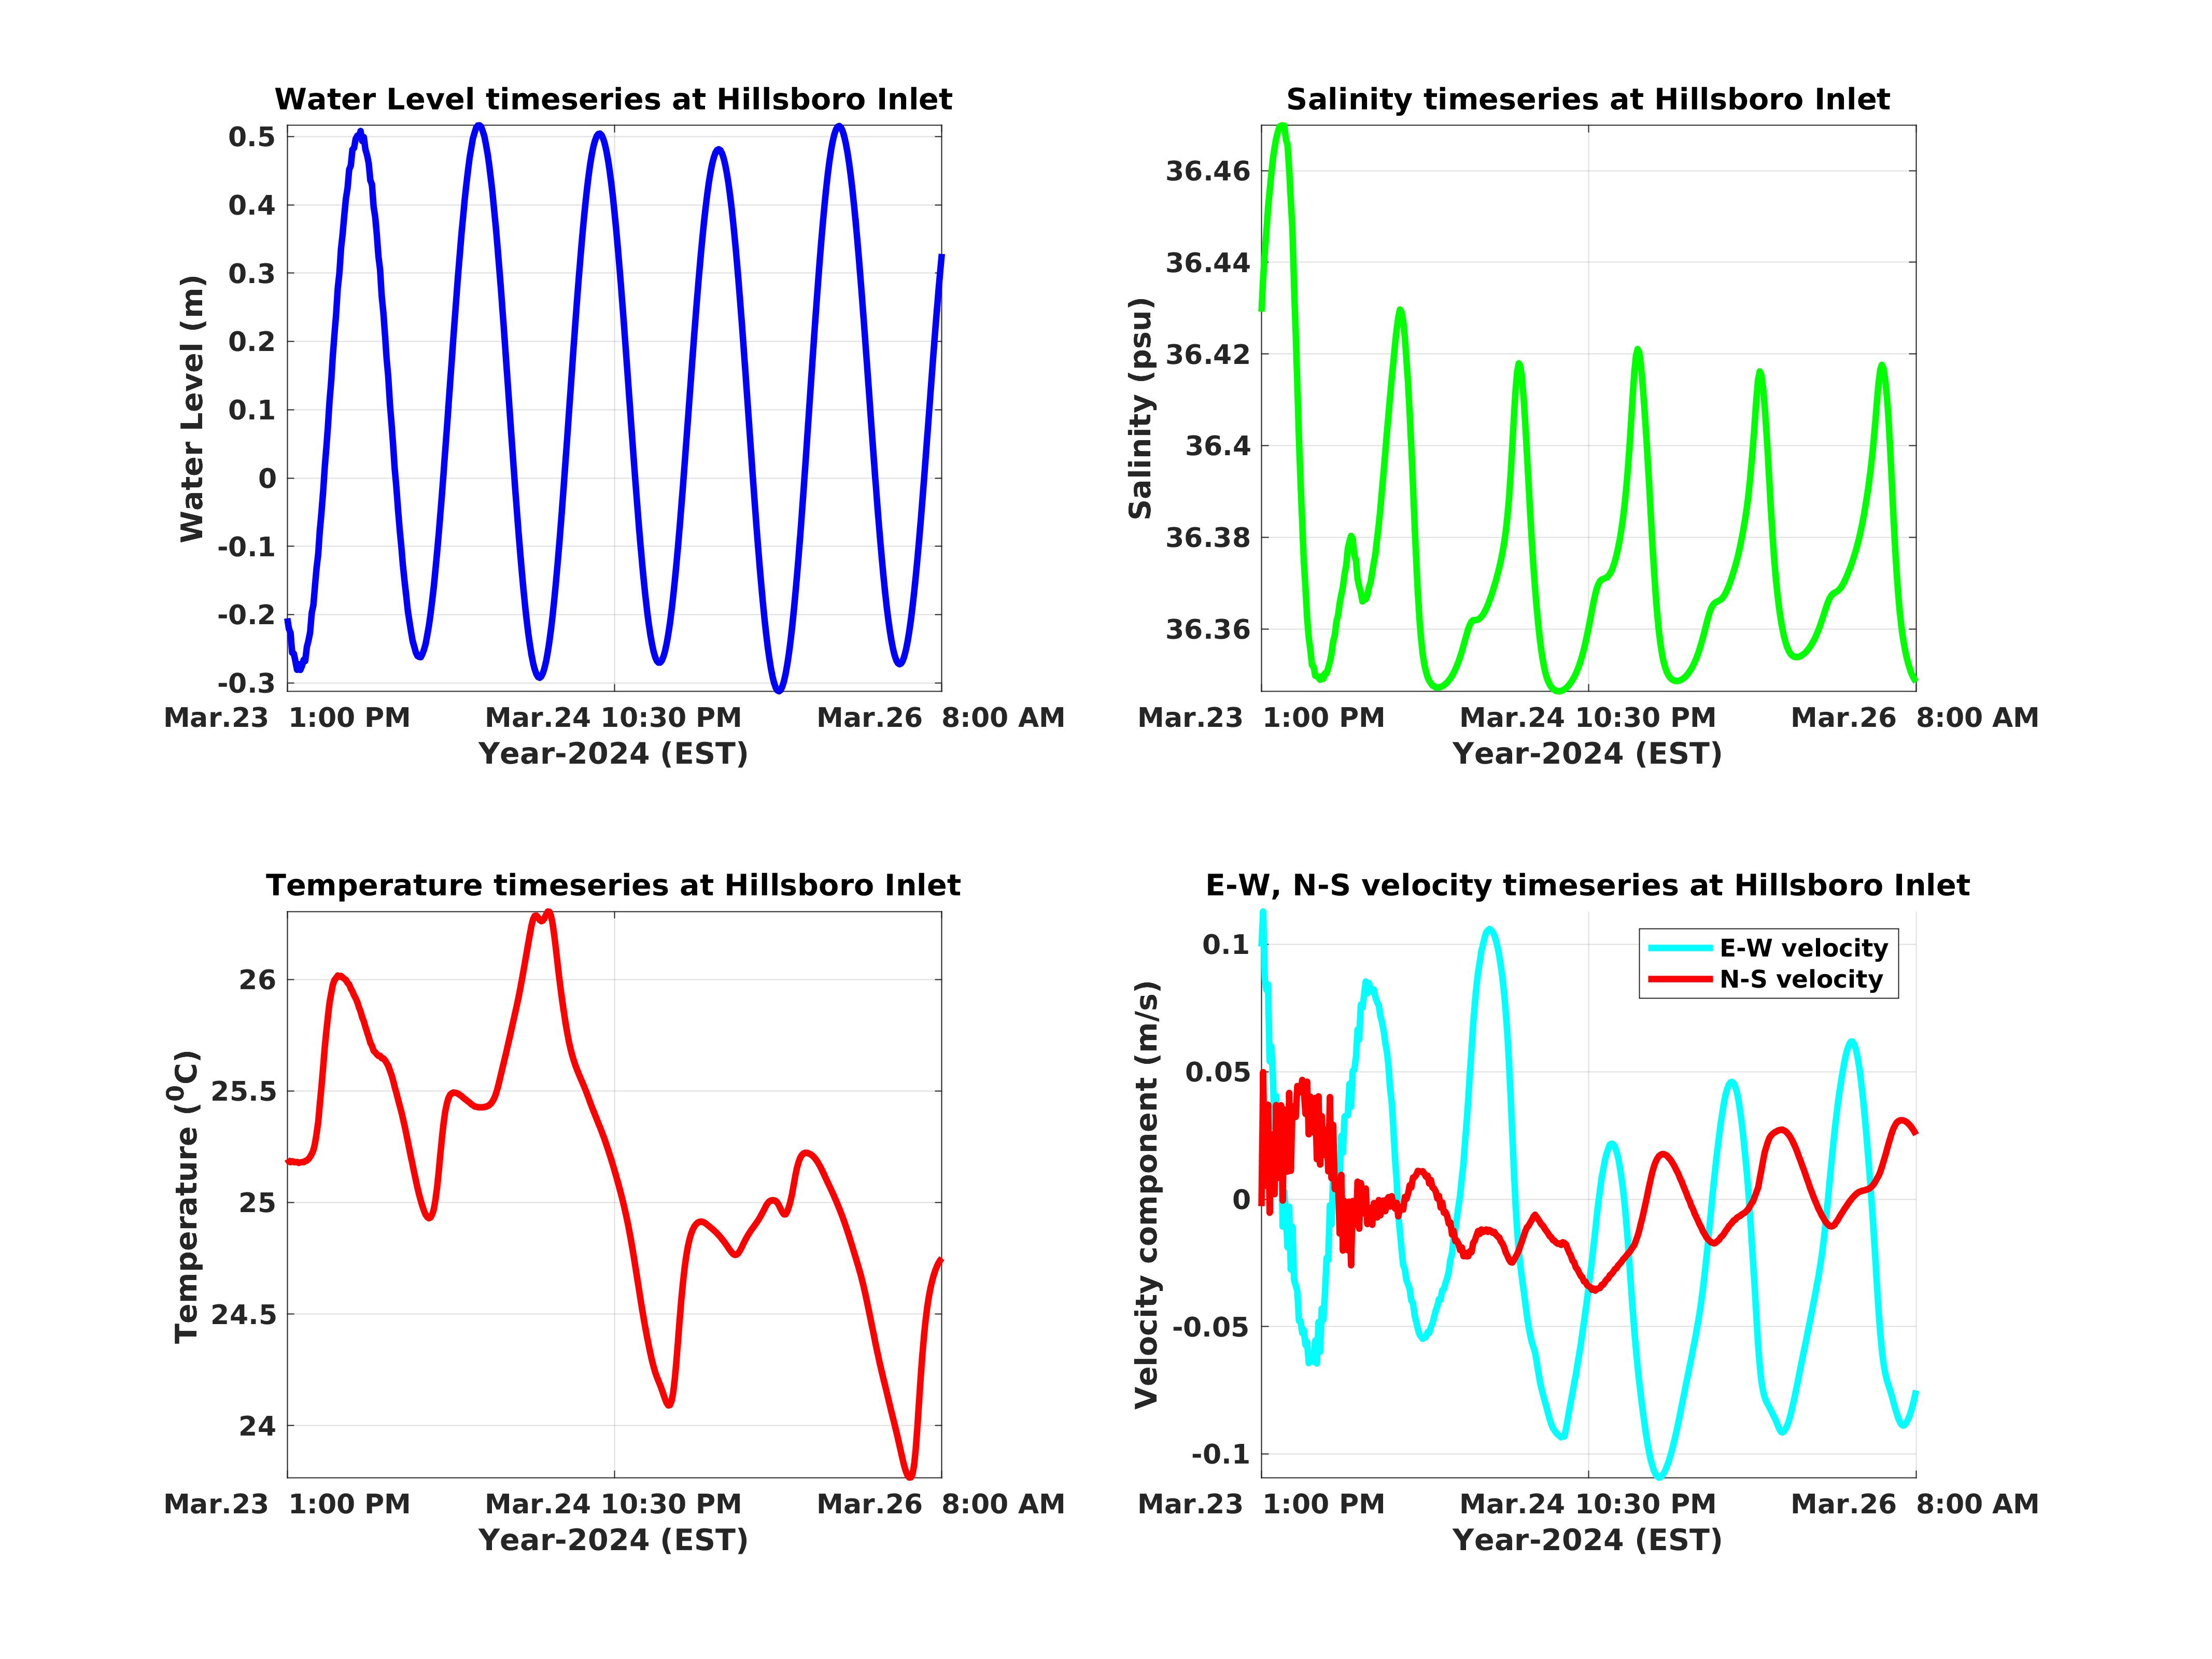 Water Level timeseries at Hillsboro Inlet
Water Level (m)
0.5
0.4
0.3
0.2
0.1
0
-0.1
-0.2
-0.3
Mar.23 1:00 PM
Mar.24 10:30 PM
Mar.26 8:00 AM
Year-2024 (EST)
Salinity timeseries at Hillsboro Inlet
Salinity (psu)
36.46
36.44
36.42
36.4
36.38
36.36
Mar.23 1:00 PM
Mar.24 10:30 PM
Mar.26 8:00 AM
Year-2024 (EST)
Temperature timeseries at Hillsboro Inlet
Temperature (⁰C)
26
25.5
25
24.5
24
Mar.23 1:00 PM
Mar.24 10:30 PM
Mar.26 8:00 AM
Year-2024 (EST)
E-W, N-S velocity timeseries at Hillsboro Inlet
Velocity component (m/s)
0.1
0.05
0
-0.05
-0.1
E-W velocity
N-S velocity
Mar.23 1:00 PM
Mar.24 10:30 PM
Mar.26 8:00 AM
Year-2024 (EST)